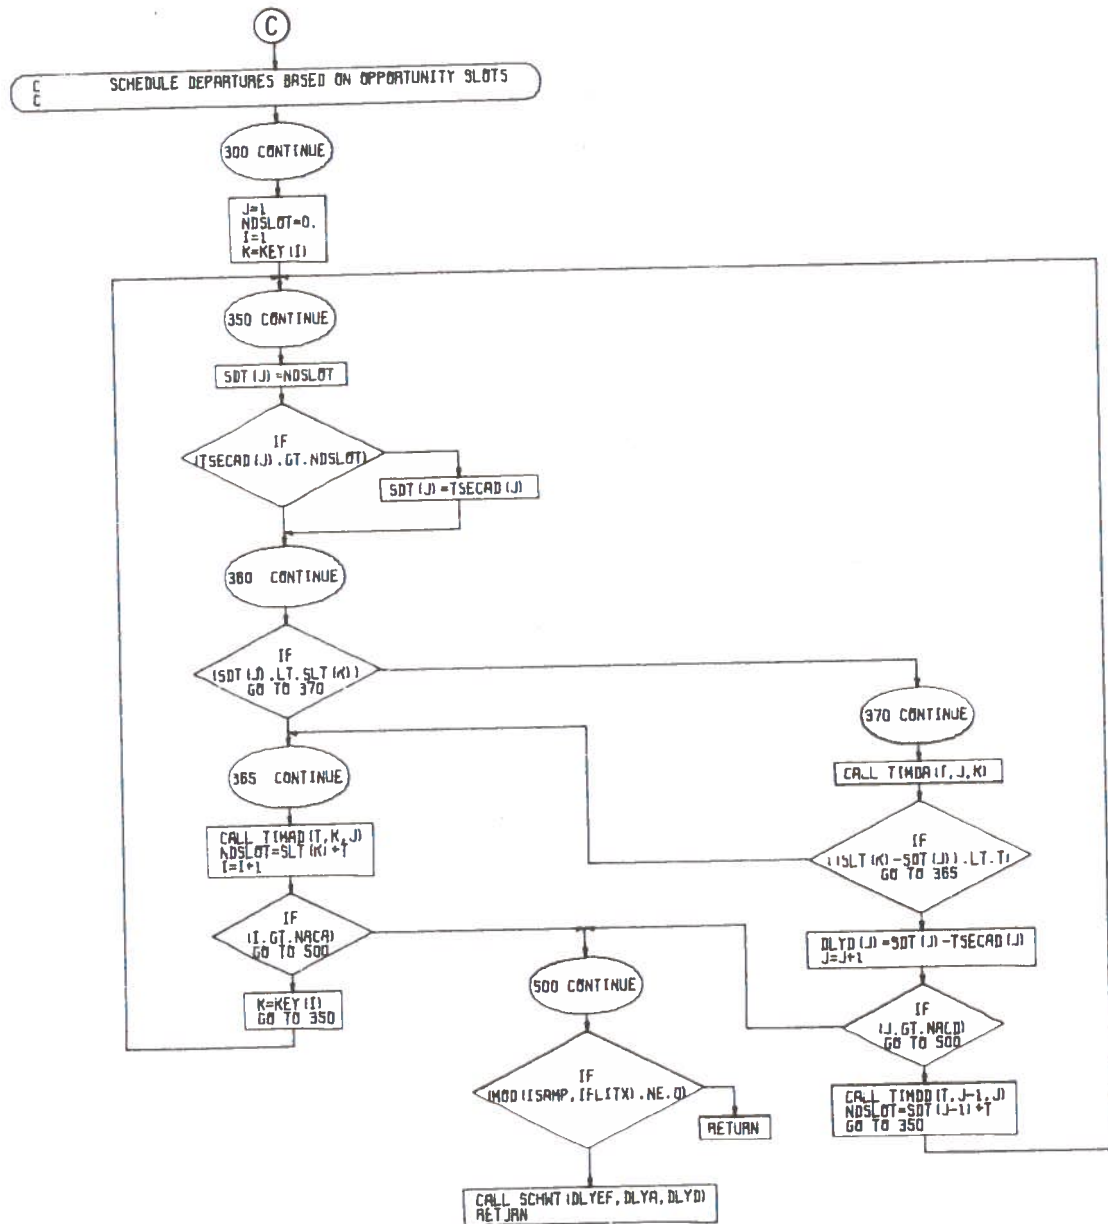 C
C SCHEDULE DEPARTURES BASED ON OPPORTUNITY SLOTS
C
300 CONTINUE
J=1
NDSLOT=0.
I=1
K=KEY(I)
350 CONTINUE
SDT(J)=NDSLOT
IF
(TSECAD(J).GT.NDSLOT)
SDT(J)=TSECAD(J)
360 CONTINUE
IF
(SDT(J).LT.SLT(K))
GO TO 370
365 CONTINUE
CALL TIMAD(T,K,J)
NDSLOT=SLT(K)+T
I=I+1
IF
(I.GT.NACA)
GO TO 500
K=KEY(I)
GO TO 350
370 CONTINUE
CALL TIMDA(T,J,K)
IF
((SLT(K)-SDT(J)).LT.T)
GO TO 365
DLYD(J)=SDT(J)-TSECAD(J)
J=J+1
IF
(J.GT.NACD)
GO TO 500
CALL TIMDD(T,J-1,J)
NDSLOT=SDT(J-1)+T
GO TO 350
500 CONTINUE
IF
(MOD(ISAMP,IFLITX).NE.0)
RETURN
CALL SCHWT(DLYEF,DLYA,DLYD)
RETURN